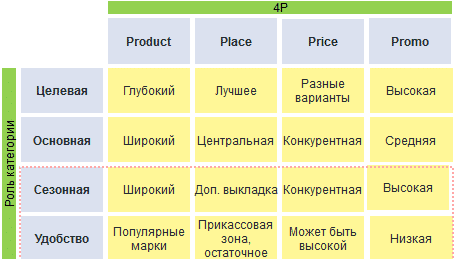 4P
Product Place Price Promo
Роль категории
Целевая Глубокий Лучшее Разные варианты Высокая
Основная Широкий Центральная Конкурентная Средняя
Сезонная Широкий Доп. выкладка Конкурентная Высокая
Удобство Популярные марки Прикассовая зона, остаточное Может быть высокой Низкая